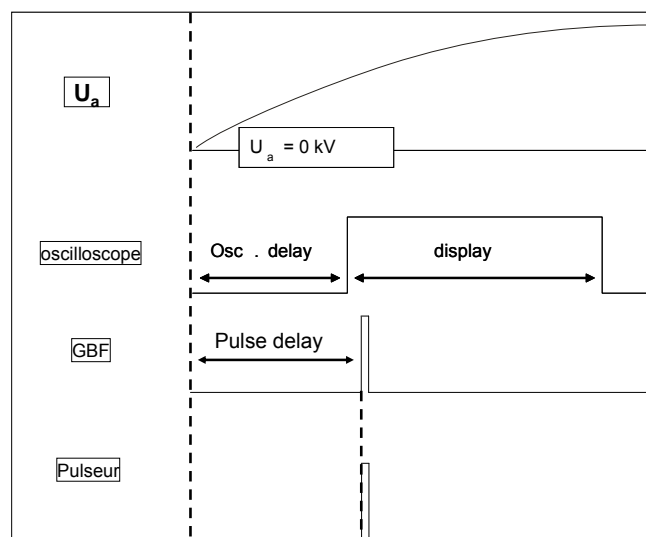 Ua
Ua = 0 kV
oscilloscope
Osc . delay
display
GBF
Pulse delay
Pulseur